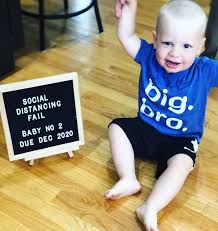 SOCIAL
DISTANCING
FAIL
BABY NO 2
DUE DEC 2020
big.
bro.